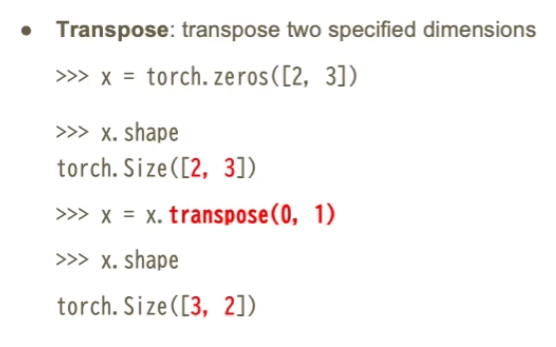 ● Transpose: transpose two specified dimensions
>>> x = torch.zeros([2, 3])
>>> x.shape
torch.Size([2, 3])
>>> x = x.transpose(0, 1)
>>> x.shape
torch.Size([3, 2])